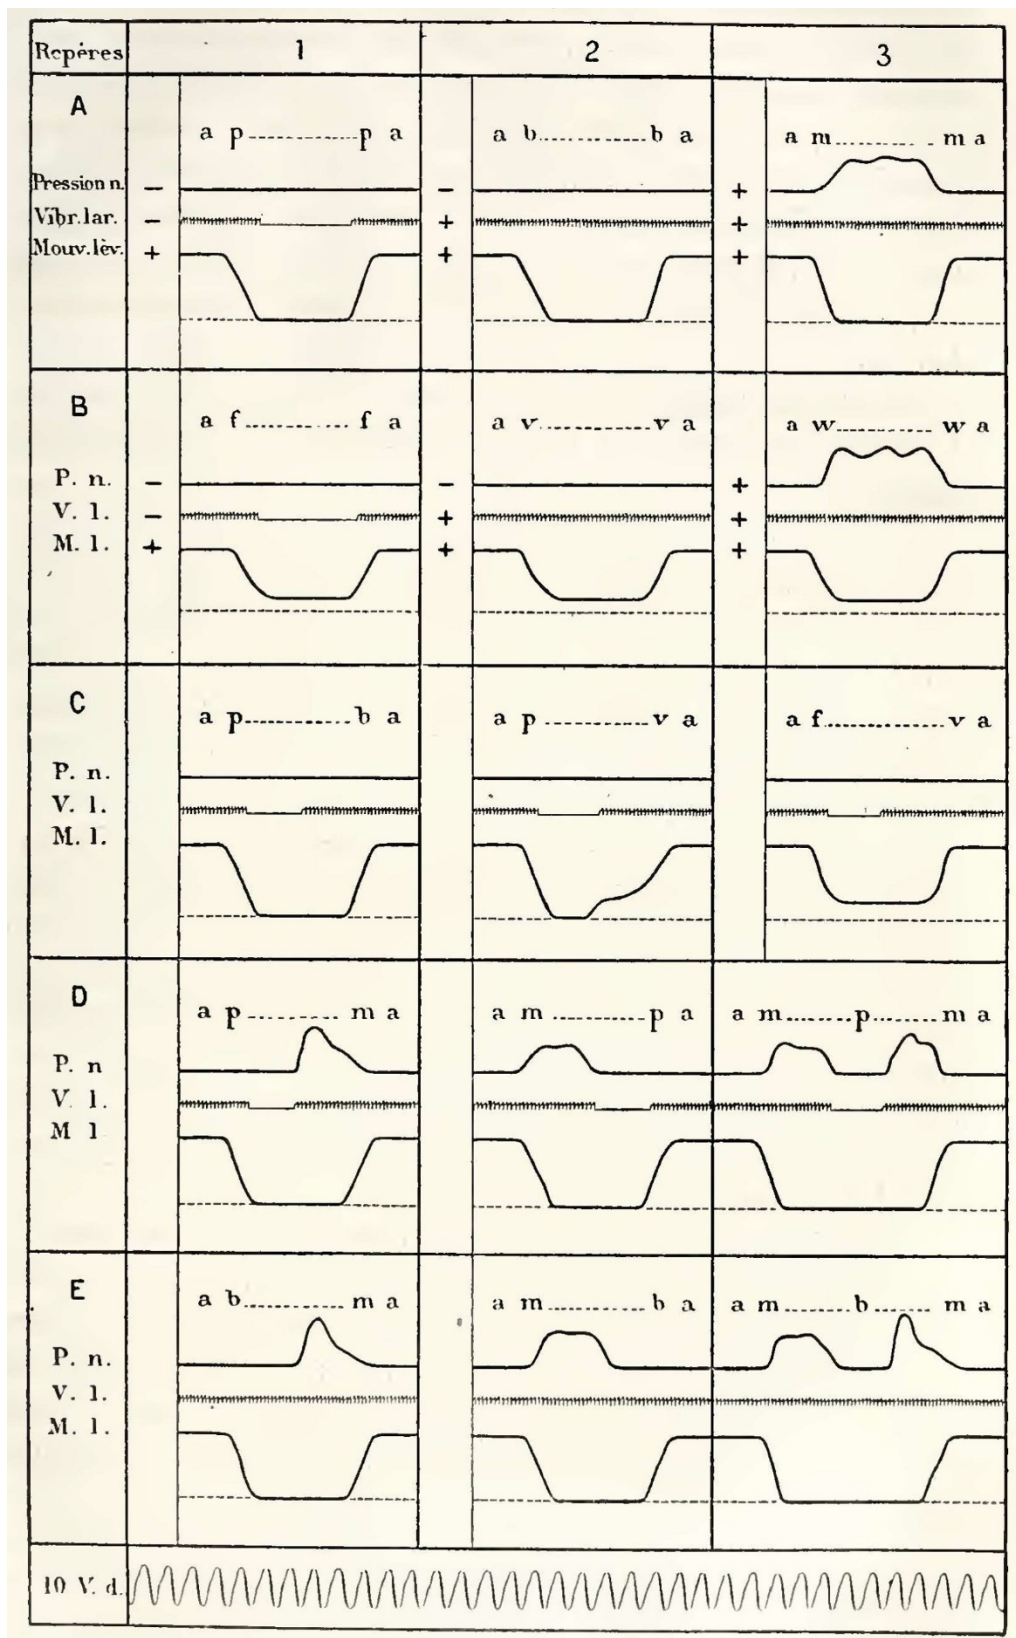 Repères 1 2 3
A
a p.............p a a b.............b a a m............ma
Pression n. − − +
Vibr.lar. − + +
Mouv.lèv. + + +
B
a f............f a a v.............v a a w............w a
P. n. − − +
V. l. − + +
M. l. + + +
C
a p.............b a a p.............v a a f...............v a
P. n.
V. l.
M. l.
D
a p...........m a a m............p a a m........p........m a
P. n
V. l.
M l
E
a b............m a a m............b a a m........b.......m a
P. n.
V. l.
M. l.
10 V. d.